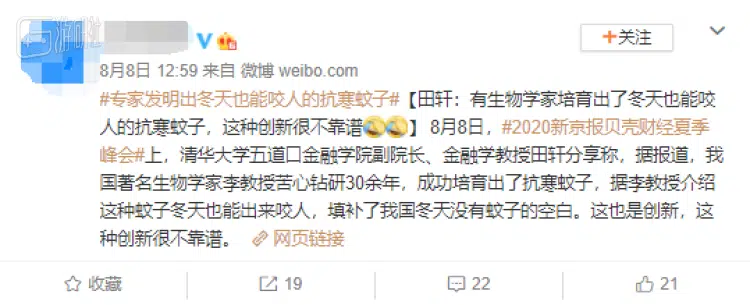 游研社
+关注
8月8日 12:59 来自 微博 weibo.com
#专家发明出冬天也能咬人的抗寒蚊子#【田轩：有生物学家培育出了冬天也能咬
人的抗寒蚊子，这种创新很不靠谱】 8月8日，#2020新京报贝壳财经夏季
峰会#上，清华大学五道口金融学院副院长、金融学教授田轩分享称，据报道，我
国著名生物学家李教授苦心钻研30余年，成功培育出了抗寒蚊子，据李教授介绍
这种蚊子冬天也能出来咬人，填补了我国冬天没有蚊子的空白。这也是创新，这
种创新很不靠谱。 网页链接
收藏 19 22 21